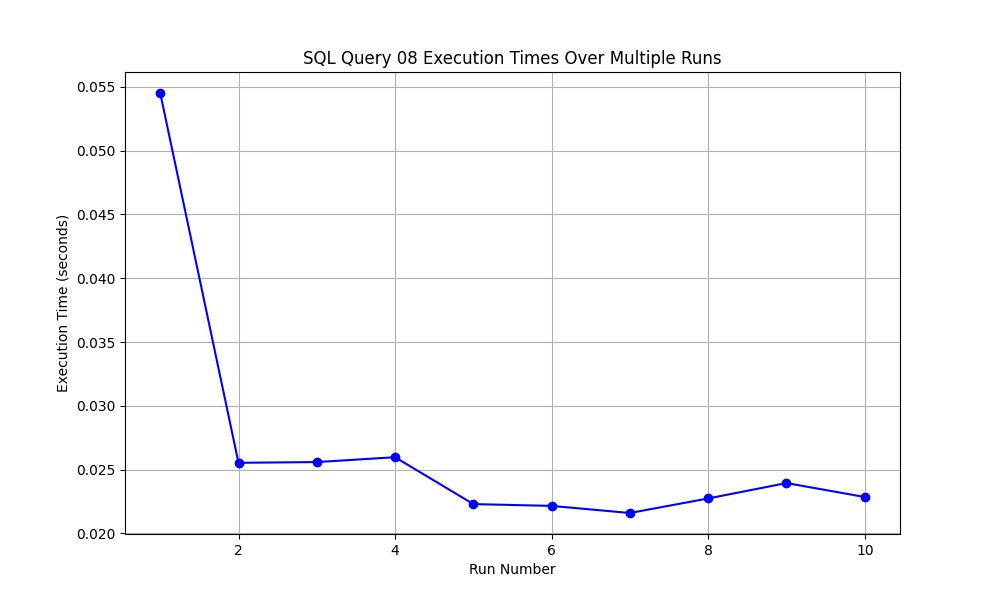 SQL Query 08 Execution Times Over Multiple Runs
0.055
0.050
0.045
0.040
0.035
0.030
0.025
0.020
Execution Time (seconds)
2 4 6 8 10
Run Number